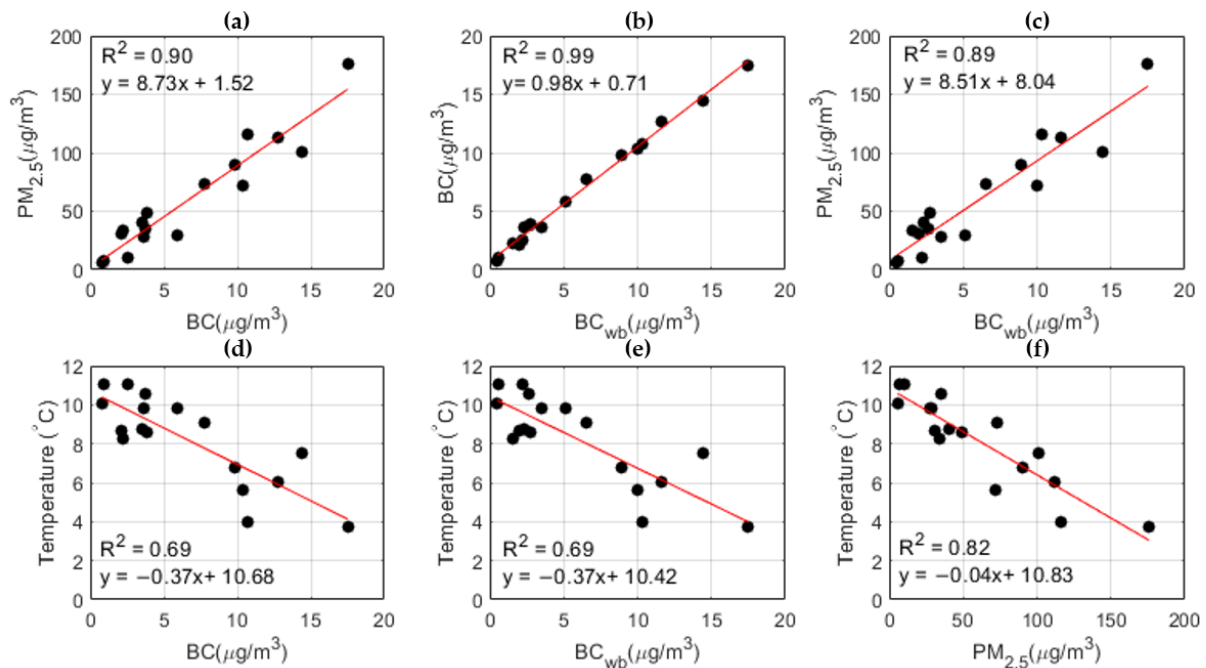 (a)
R² = 0.90
y = 8.73x + 1.52
PM2.5(μg/m³)
200
150
100
50
0
0 5 10 15 20
BC(μg/m³)
(b)
R² = 0.99
y= 0.98x + 0.71
BC(μg/m³)
20
15
10
5
0
0 5 10 15 20
BCwb(μg/m³)
(c)
R² = 0.89
y = 8.51x + 8.04
PM2.5(μg/m³)
200
150
100
50
0
0 5 10 15 20
BCwb(μg/m³)
(d)
Temperature (°C)
12
10
8
6
4
2
0
R² = 0.69
y = −0.37x+ 10.68
0 5 10 15 20
BC(μg/m³)
(e)
Temperature (°C)
12
10
8
6
4
2
0
R² = 0.69
y = −0.37x+ 10.42
0 5 10 15 20
BCwb(μg/m³)
(f)
Temperature (°C)
12
10
8
6
4
2
0
R² = 0.82
y = −0.04x+ 10.83
0 50 100 150 200
PM2.5(μg/m³)